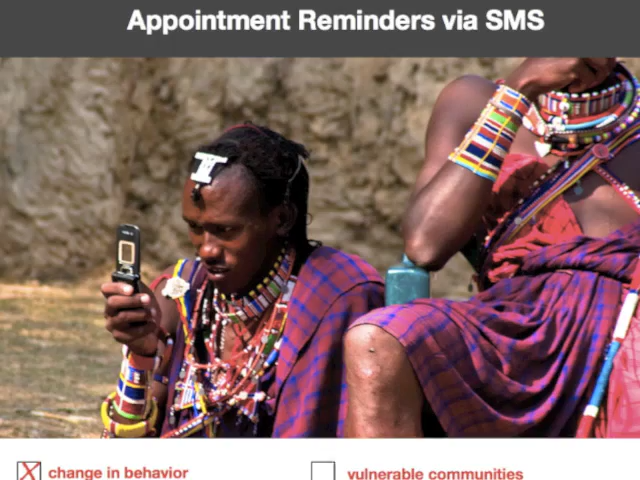 Appointment Reminders via SMS
change in behavior
vulnerable communities